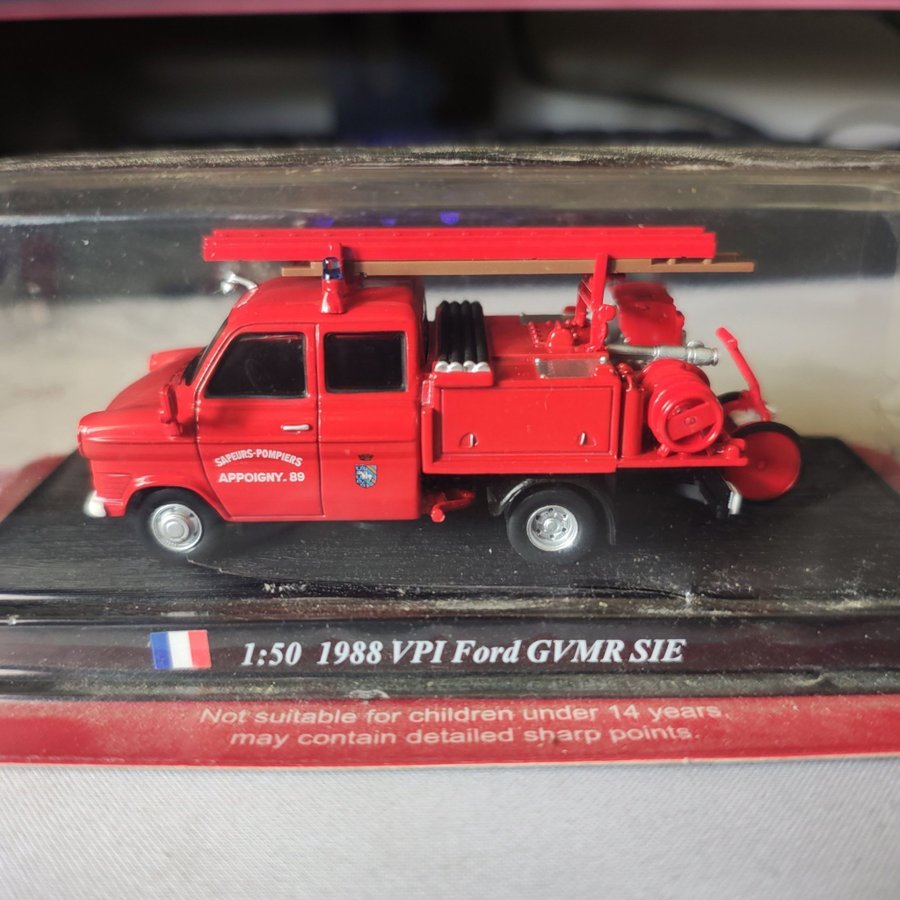 SAPEURS-POMPIERS
APPOIGNY. 89
1:50 1988 VPI Ford GVMR SIE
Not suitable for children under 14 years,
may contain detailed sharp points.